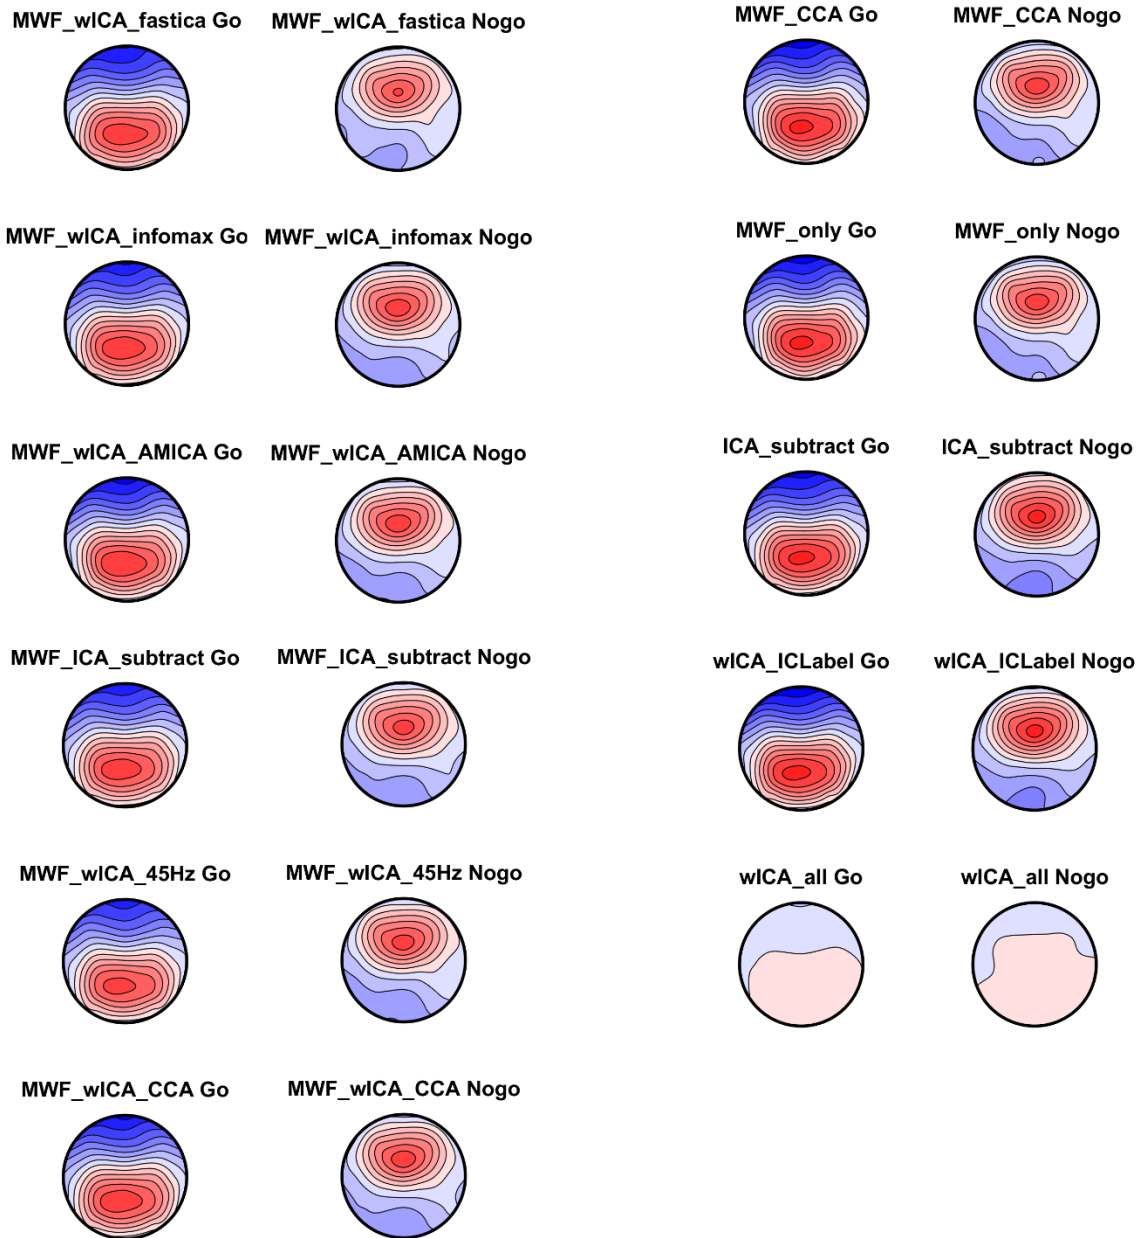 MWF_wICA_fastica Go
MWF_wICA_fastica Nogo
MWF_CCA Go
MWF_CCA Nogo
MWF_wICA_infomax Go
MWF_wICA_infomax Nogo
MWF_only Go
MWF_only Nogo
MWF_wICA_AMICA Go
MWF_wICA_AMICA Nogo
ICA_subtract Go
ICA_subtract Nogo
MWF_ICA_subtract Go
MWF_ICA_subtract Nogo
wICA_ICLabel Go
wICA_ICLabel Nogo
MWF_wICA_45Hz Go
MWF_wICA_45Hz Nogo
wICA_all Go
wICA_all Nogo
MWF_wICA_CCA Go
MWF_wICA_CCA Nogo